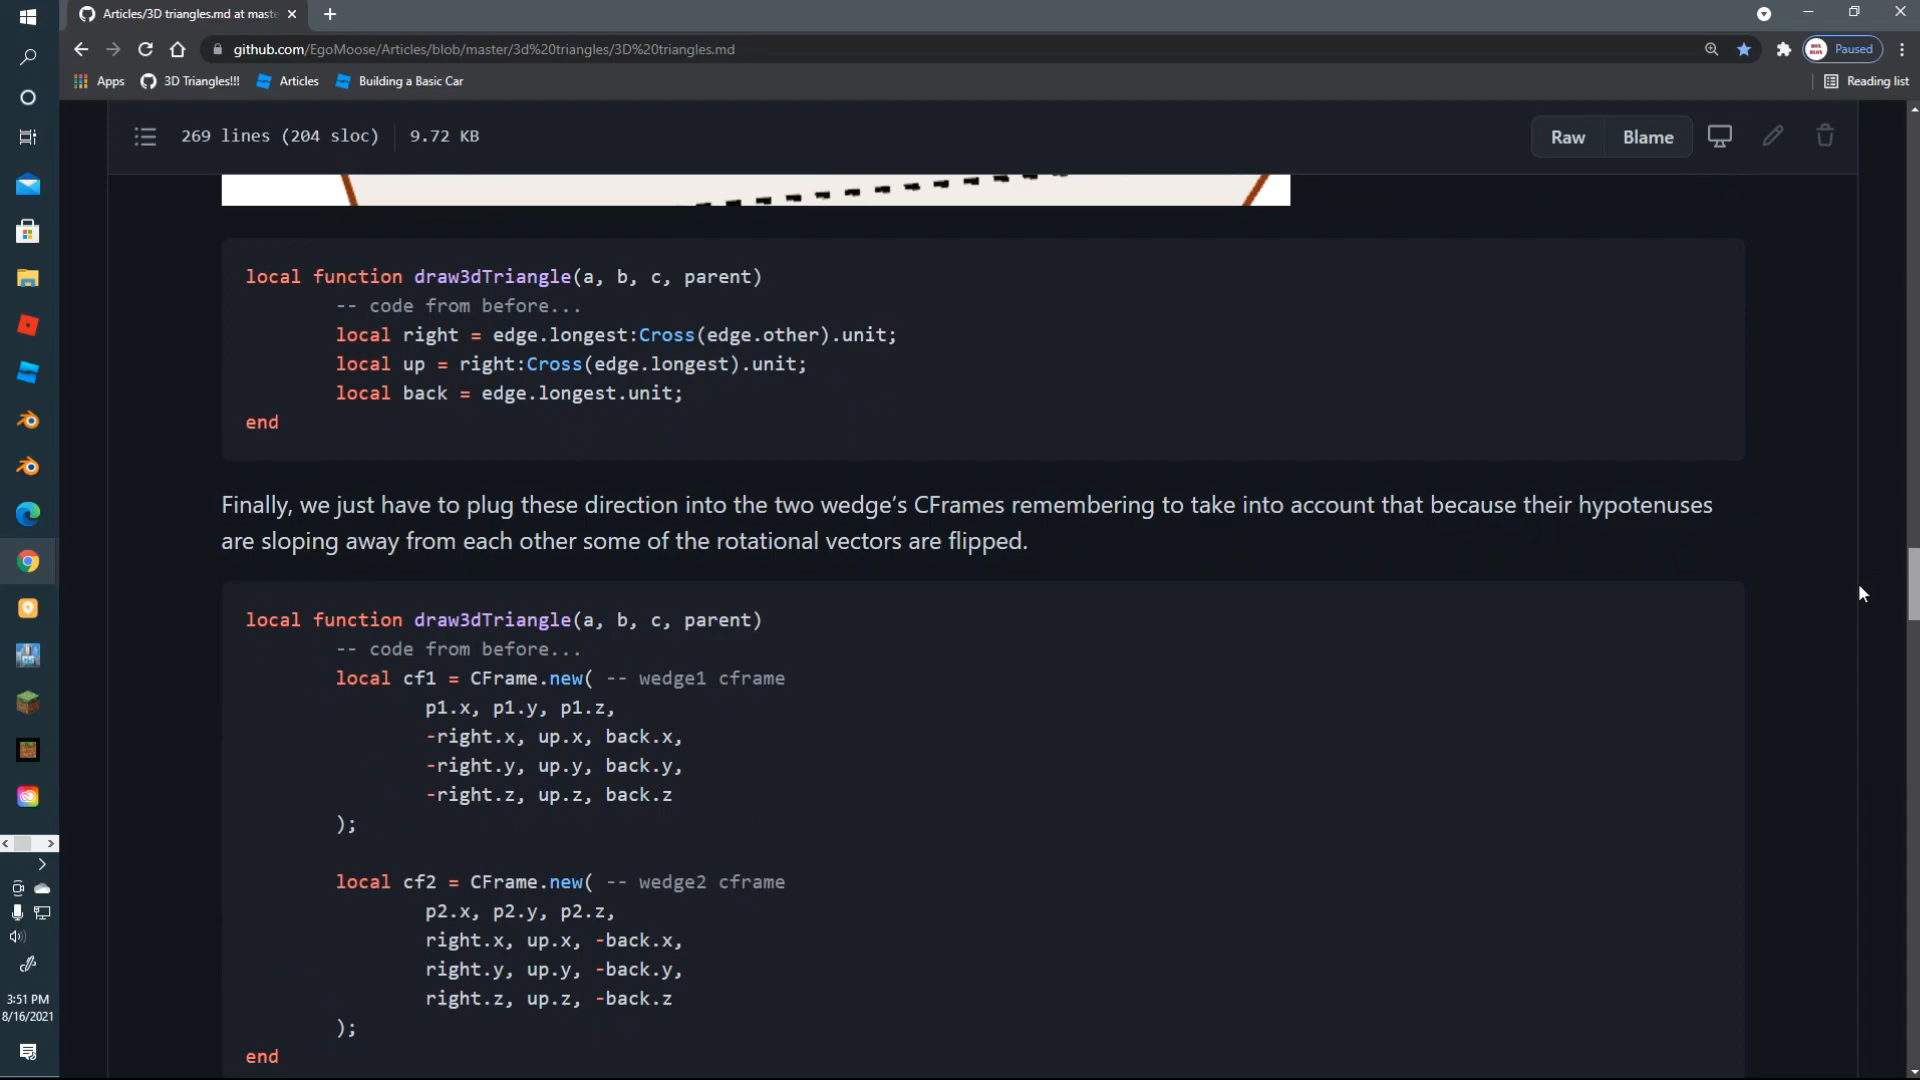 Articles/3D triangles.md at mast
github.com/EgoMoose/Articles/blob/master/3d%20triangles/3D%20triangles.md
Paused
Apps
3D Triangles!!!
Articles
Building a Basic Car
Reading list
269 lines (204 sloc)
9.72 KB
Raw
Blame
local function draw3dTriangle(a, b, c, parent)
-- code from before...
local right = edge.longest:Cross(edge.other).unit;
local up = right:Cross(edge.longest).unit;
local back = edge.longest.unit;
end
Finally, we just have to plug these direction into the two wedge’s CFrames remembering to take into account that because their hypotenuses
are sloping away from each other some of the rotational vectors are flipped.
local function draw3dTriangle(a, b, c, parent)
-- code from before...
local cf1 = CFrame.new( -- wedge1 cframe
p1.x, p1.y, p1.z,
-right.x, up.x, back.x,
-right.y, up.y, back.y,
-right.z, up.z, back.z
);
local cf2 = CFrame.new( -- wedge2 cframe
p2.x, p2.y, p2.z,
right.x, up.x, -back.x,
right.y, up.y, -back.y,
right.z, up.z, -back.z
);
end
3:51 PM
8/16/2021